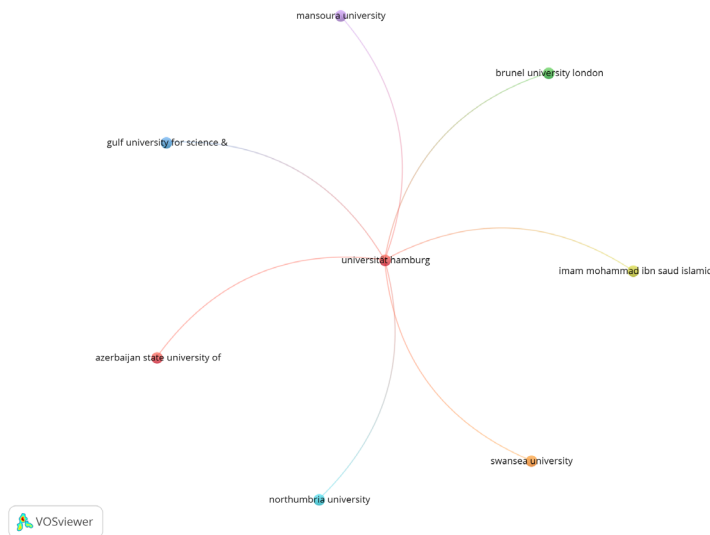 mansoura university
brunel university london
gulf university for science &
universität hamburg
imam mohammad ibn saud islamic
azerbaijan state university of
swansea university
northumbria university
VOSviewer